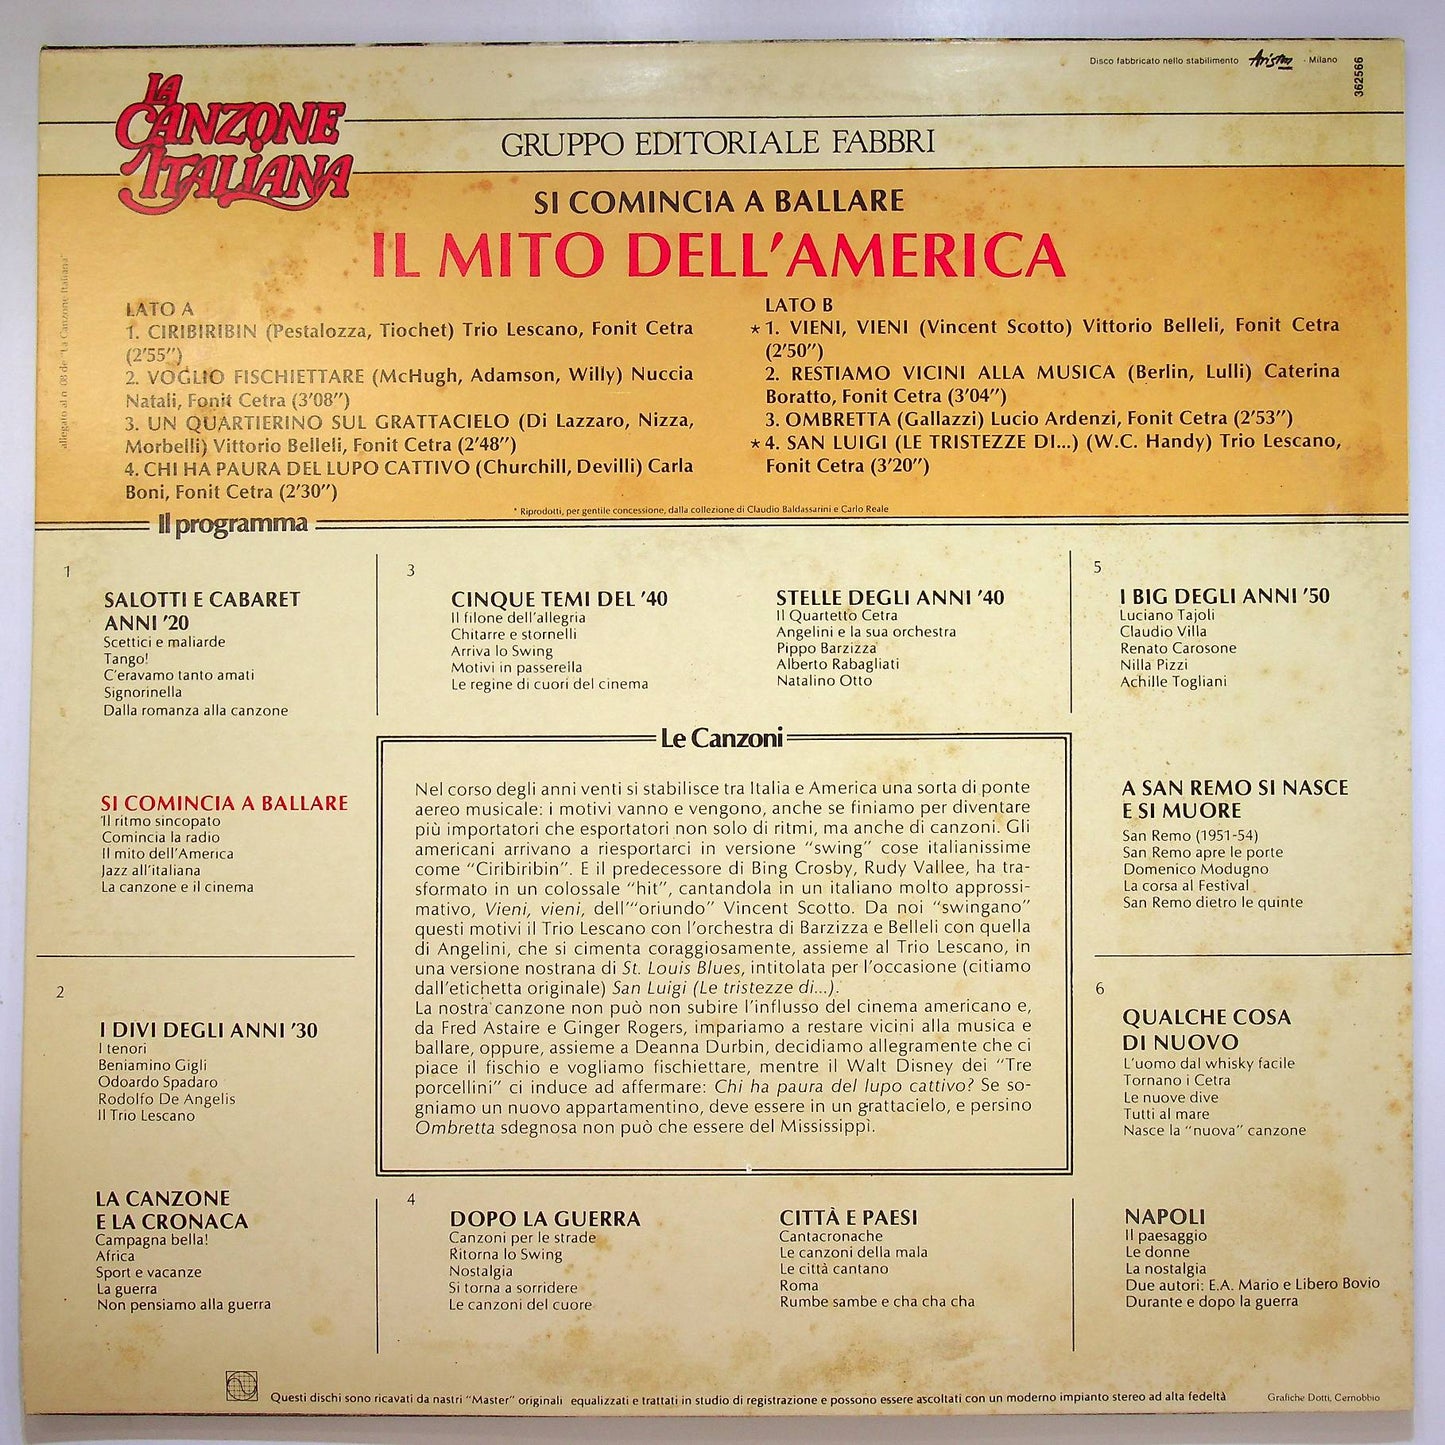 Disco fabbricato nello stabilimento Ariston - Milano
362566
LA
CANZONE
ITALIANA
GRUPPO EDITORIALE FABBRI
SI COMINCIA A BALLARE
IL MITO DELL'AMERICA
allegato al n. 08 de "La Canzone Italiana"
LATO A
1. CIRIBIRIBIN (Pestalozza, Tiochet) Trio Lescano, Fonit Cetra
(2'55")
2. VOGLIO FISCHIETTARE (McHugh, Adamson, Willy) Nuccia
Natali, Fonit Cetra (3'08")
3. UN QUARTIERINO SUL GRATTACIELO (Di Lazzaro, Nizza,
Morbelli) Vittorio Belleli, Fonit Cetra (2'48")
4. CHI HA PAURA DEL LUPO CATTIVO (Churchill, Devilli) Carla
Boni, Fonit Cetra (2'30")
LATO B
* 1. VIENI, VIENI (Vincent Scotto) Vittorio Belleli, Fonit Cetra
(2'50")
2. RESTIAMO VICINI ALLA MUSICA (Berlin, Lulli) Caterina
Boratto, Fonit Cetra (3'04")
3. OMBRETTA (Gallazzi) Lucio Ardenzi, Fonit Cetra (2'53")
* 4. SAN LUIGI (LE TRISTEZZE DI...) (W.C. Handy) Trio Lescano,
Fonit Cetra (3'20")
* Riprodotti, per gentile concessione, dalla collezione di Claudio Baldassarini e Carlo Reale
Il programma
1
SALOTTI E CABARET
ANNI '20
Scettici e maliarde
Tango!
C'eravamo tanto amati
Signorinella
Dalla romanza alla canzone
SI COMINCIA A BALLARE
Il ritmo sincopato
Comincia la radio
Il mito dell'America
Jazz all'italiana
La canzone e il cinema
2
I DIVI DEGLI ANNI '30
I tenori
Beniamino Gigli
Odoardo Spadaro
Rodolfo De Angelis
Il Trio Lescano
LA CANZONE
E LA CRONACA
Campagna bella!
Africa
Sport e vacanze
La guerra
Non pensiamo alla guerra
3
CINQUE TEMI DEL '40
Il filone dell'allegria
Chitarre e stornelli
Arriva lo Swing
Motivi in passerella
Le regine di cuori del cinema
STELLE DEGLI ANNI '40
Il Quartetto Cetra
Angelini e la sua orchestra
Pippo Barzizza
Alberto Rabagliati
Natalino Otto
Le Canzoni
Nel corso degli anni venti si stabilisce tra Italia e America una sorta di ponte
aereo musicale: i motivi vanno e vengono, anche se finiamo per diventare
più importatori che esportatori non solo di ritmi, ma anche di canzoni. Gli
americani arrivano a riesportarci in versione "swing" cose italianissime
come "Ciribiribin". E il predecessore di Bing Crosby, Rudy Vallee, ha tra-
sformato in un colossale "hit", cantandola in un italiano molto approssi-
mativo, Vieni, vieni, dell'"oriundo" Vincent Scotto. Da noi "swingano"
questi motivi il Trio Lescano con l'orchestra di Barzizza e Belleli con quella
di Angelini, che si cimenta coraggiosamente, assieme al Trio Lescano, in
una versione nostrana di St. Louis Blues, intitolata per l'occasione (citiamo
dall'etichetta originale) San Luigi (Le tristezze di...).
La nostra canzone non può non subire l'influsso del cinema americano e,
da Fred Astaire e Ginger Rogers, impariamo a restare vicini alla musica e
ballare, oppure, assieme a Deanna Durbin, decidiamo allegramente che ci
piace il fischio e vogliamo fischiettare, mentre il Walt Disney dei "Tre
porcellini" ci induce ad affermare: Chi ha paura del lupo cattivo? Se so-
gniamo un nuovo appartamentino, deve essere in un grattacielo, e persino
Ombretta sdegnosa non può che essere del Mississippì.
4
DOPO LA GUERRA
Canzoni per le strade
Ritorna lo Swing
Nostalgia
Si torna a sorridere
Le canzoni del cuore
CITTÀ E PAESI
Cantacronache
Le canzoni della mala
Le città cantano
Roma
Rumbe sambe e cha cha cha
5
I BIG DEGLI ANNI '50
Luciano Tajoli
Claudio Villa
Renato Carosone
Nilla Pizzi
Achille Togliani
A SAN REMO SI NASCE
E SI MUORE
San Remo (1951-54)
San Remo apre le porte
Domenico Modugno
La corsa al Festival
San Remo dietro le quinte
6
QUALCHE COSA
DI NUOVO
L'uomo dal whisky facile
Tornano i Cetra
Le nuove dive
Tutti al mare
Nasce la "nuova" canzone
NAPOLI
Il paesaggio
Le donne
La nostalgia
Due autori: E.A. Mario e Libero Bovio
Durante e dopo la guerra
Questi dischi sono ricavati da nastri "Master" originali equalizzati e trattati in studio di registrazione e possono essere ascoltati con un moderno impianto stereo ad alta fedeltà
Grafiche Dotti, Cernobbio